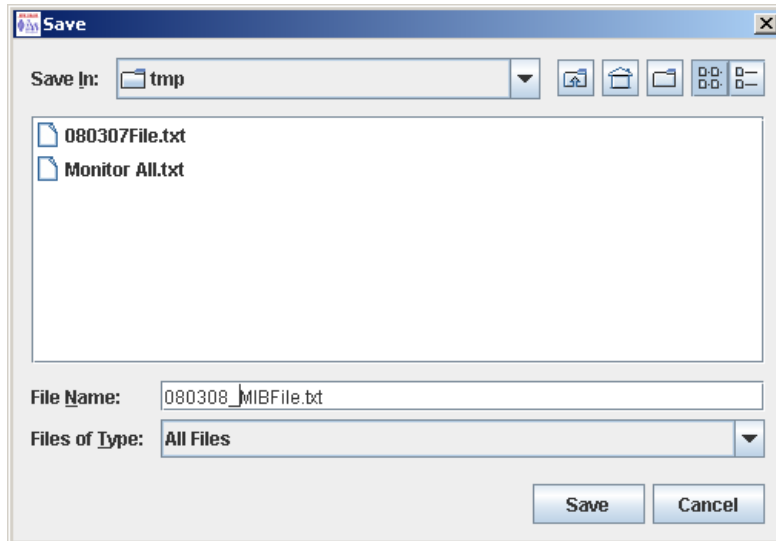 Save
Save In: tmp
080307File.txt
Monitor All.txt
File Name: 080308_MIBFile.txt
Files of Type: All Files
Save Cancel